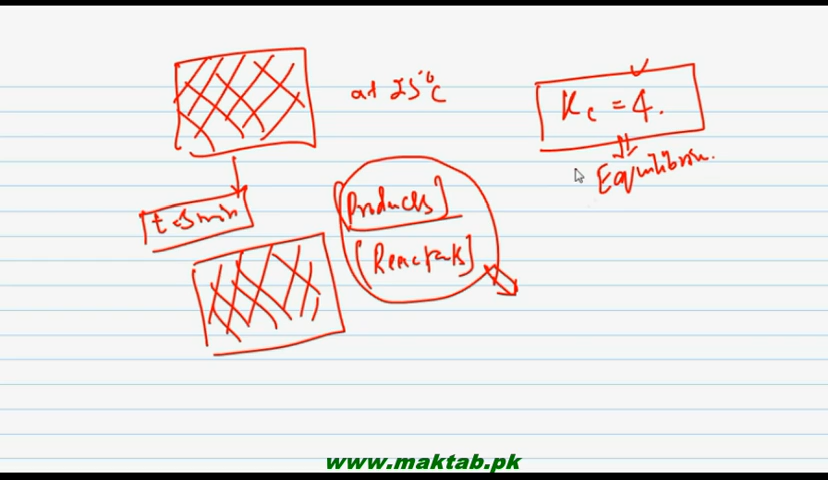 at 25°C
Kc = 4.
Equilibrium.
t = 5 min
[Products]
[Reactants]
www.maktab.pk